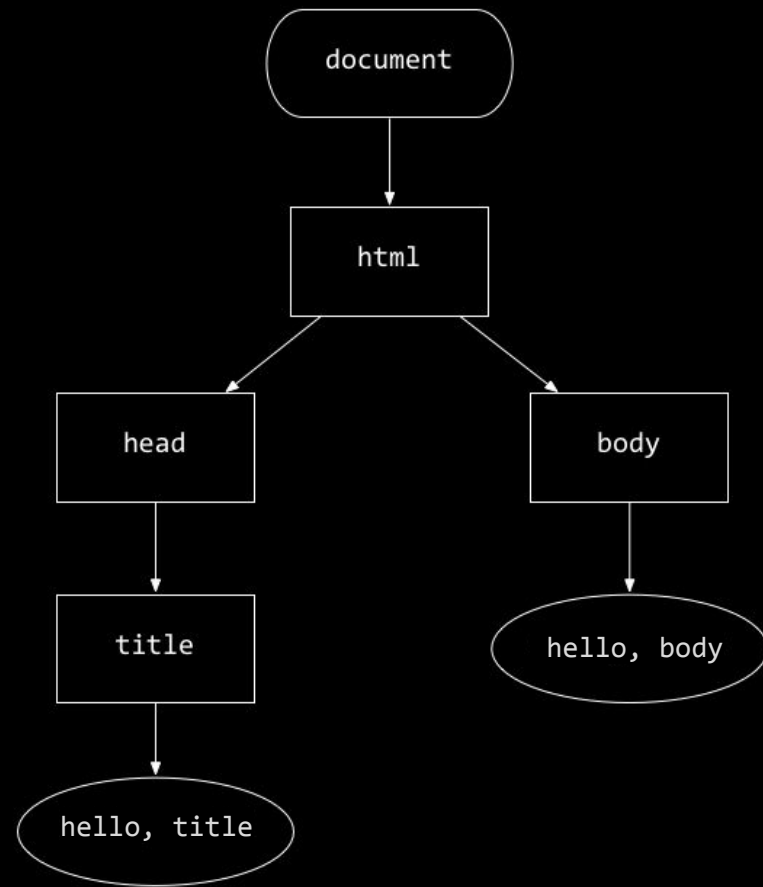 document
html
head
body
title
hello, body
hello, title